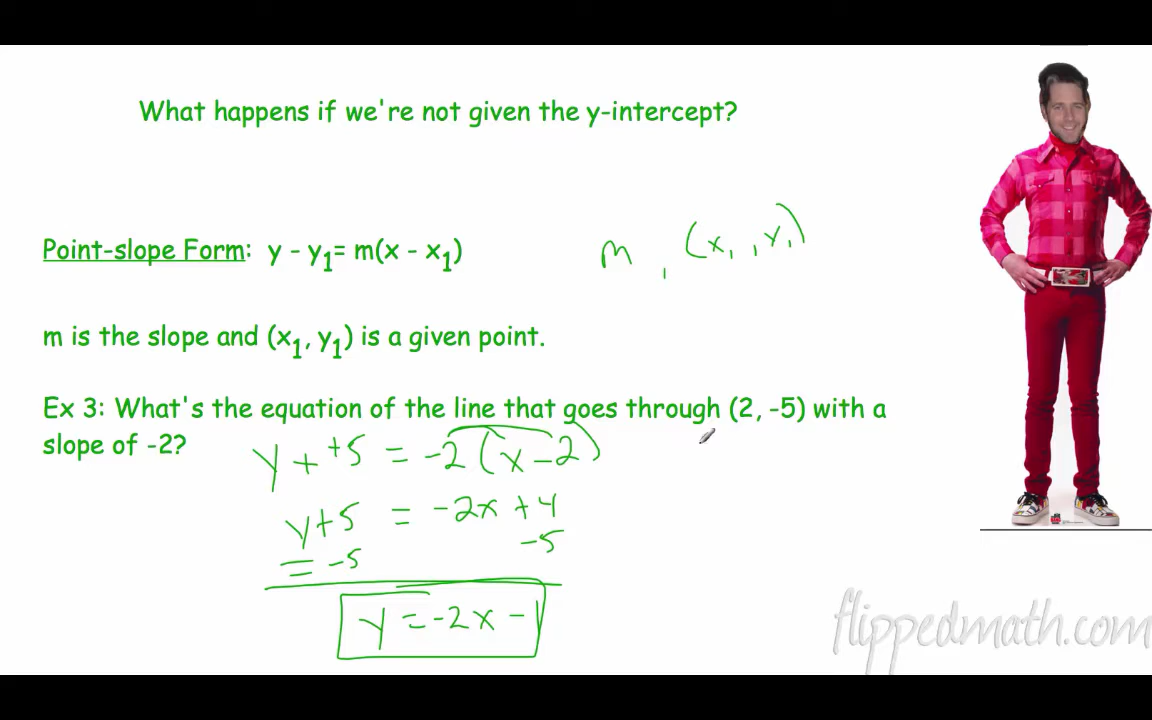 What happens if we're not given the y-intercept?
Point-slope Form: y - y₁= m(x - x₁)
m , (x₁, y₁)
m is the slope and (x₁, y₁) is a given point.
Ex 3: What's the equation of the line that goes through (2, -5) with a
slope of -2?
y + +5 = -2(x-2)
y+5 = -2x +4
= -5 -5
y = -2x - 1
flippedmath.com